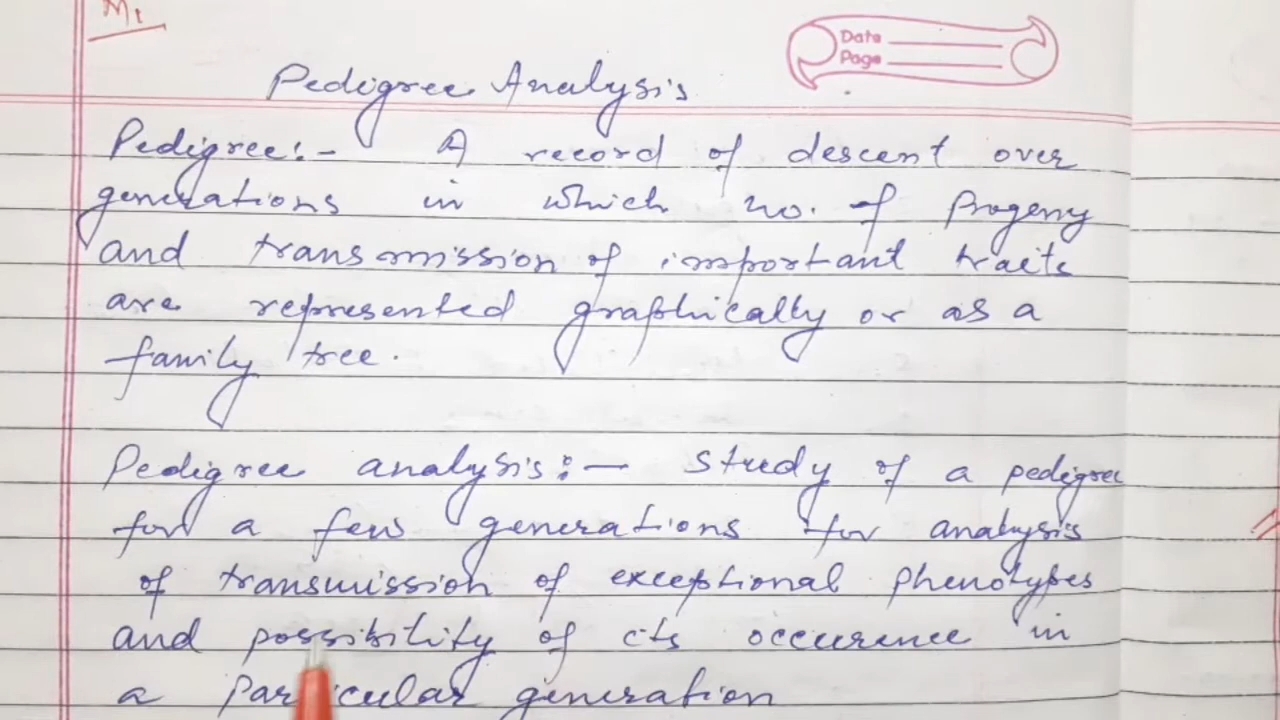 M1
Date
Page
Pedigree Analysis
Pedigree:- A record of descent over
generations in which no. of Progeny
and transmission of important traits
are represented graphically or as a
family tree.
Pedigree analysis:- study of a pedigree
for a few generations for analysis
of transmission of exceptional phenotypes
and possibility of its occurence in
a particular generation